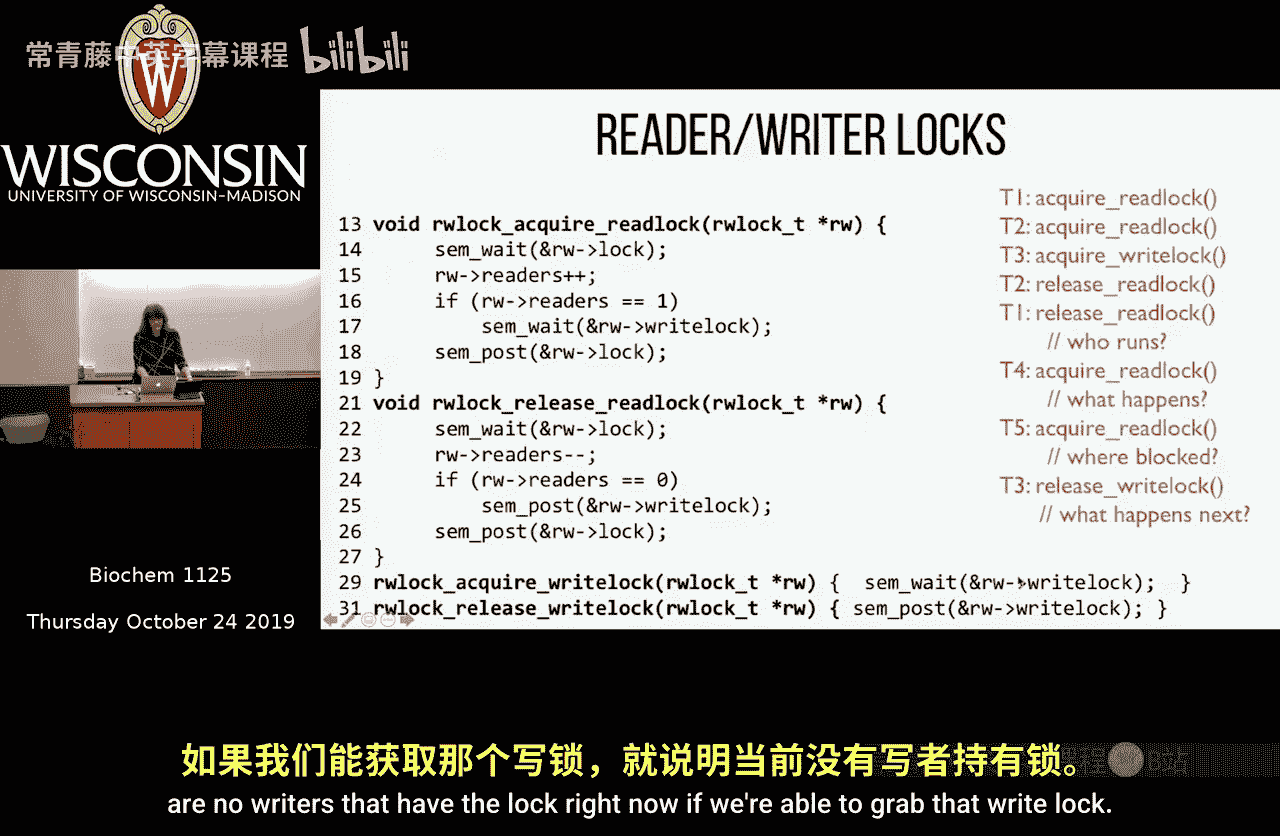 常青藤中英字幕课程 bilibili
W
WISCONSIN
UNIVERSITY OF WISCONSIN-MADISON
READER/WRITER LOCKS
13 void rwlock_acquire_readlock(rwlock_t *rw) {
14 sem_wait(&rw->lock);
15 rw->readers++;
16 if (rw->readers == 1)
17 sem_wait(&rw->writelock);
18 sem_post(&rw->lock);
19 }
21 void rwlock_release_readlock(rwlock_t *rw) {
22 sem_wait(&rw->lock);
23 rw->readers--;
24 if (rw->readers == 0)
25 sem_post(&rw->writelock);
26 sem_post(&rw->lock);
27 }
29 rwlock_acquire_writelock(rwlock_t *rw) { sem_wait(&rw->writelock); }
31 rwlock_release_writelock(rwlock_t *rw) { sem_post(&rw->writelock); }
T1: acquire_readlock()
T2: acquire_readlock()
T3: acquire_writelock()
T2: release_readlock()
T1: release_readlock()
// who runs?
T4: acquire_readlock()
// what happens?
T5: acquire_readlock()
// where blocked?
T3: release_writelock()
// what happens next?
Biochem 1125
Thursday October 24 2019
如果我们能获取那个写锁，就说明当前没有写者持有锁。
are no writers that have the lock right now if we're able to grab that write lock.